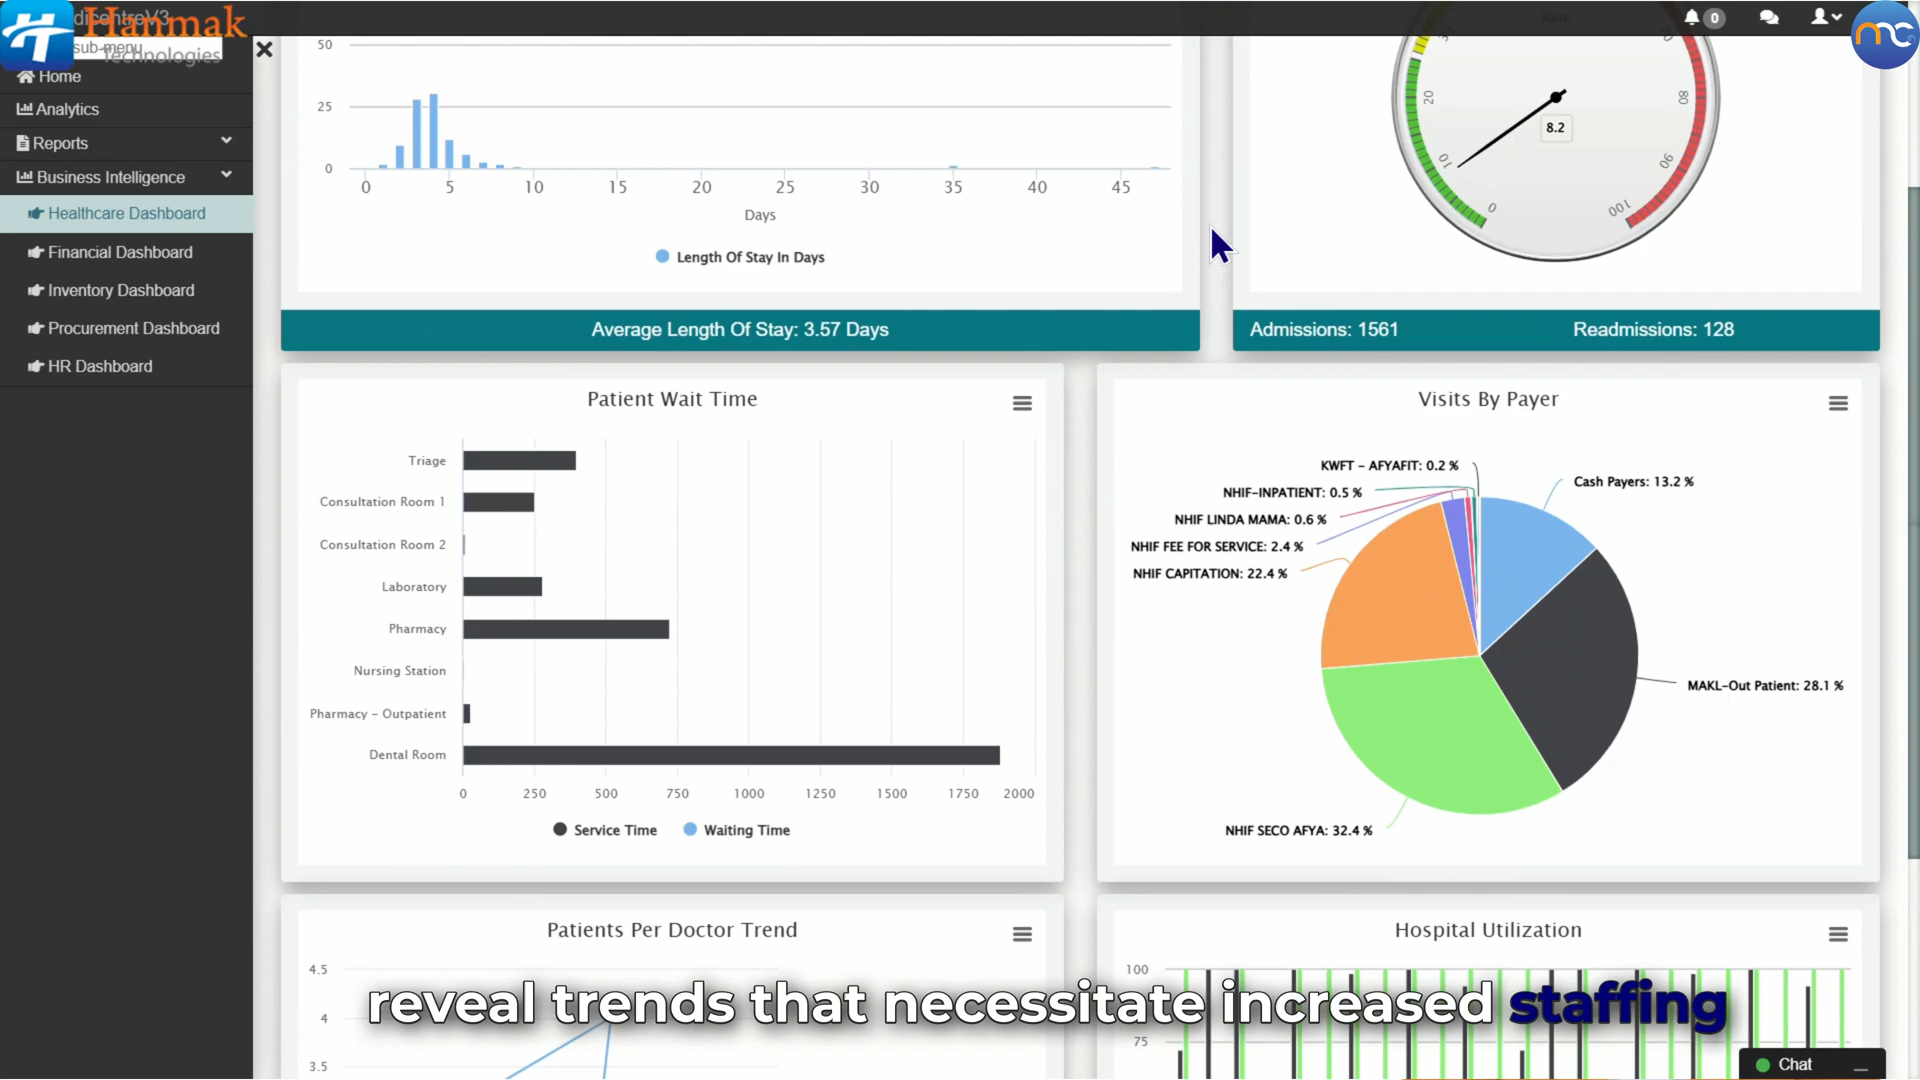 Hanmak
Technologies
dicentreV3
sub-menu
0
mc
Home
Analytics
Reports
Business Intelligence
Healthcare Dashboard
Financial Dashboard
Inventory Dashboard
Procurement Dashboard
HR Dashboard
50
25
0
0 5 10 15 20 25 30 35 40 45
Days
Length Of Stay In Days
Average Length Of Stay: 3.57 Days
0
10
20
80
90
100
8.2
Admissions: 1561 Readmissions: 128
Patient Wait Time
Triage
Consultation Room 1
Consultation Room 2
Laboratory
Pharmacy
Nursing Station
Pharmacy - Outpatient
Dental Room
0 250 500 750 1000 1250 1500 1750 2000
Service Time Waiting Time
Visits By Payer
KWFT - AFYAFIT: 0.2 %
Cash Payers: 13.2 %
NHIF-INPATIENT: 0.5 %
NHIF LINDA MAMA: 0.6 %
NHIF FEE FOR SERVICE: 2.4 %
NHIF CAPITATION: 22.4 %
MAKL-Out Patient: 28.1 %
NHIF SECO AFYA: 32.4 %
Patients Per Doctor Trend
4.5
4
3.5
Hospital Utilization
100
75
reveal trends that necessitate increased staffing
Chat